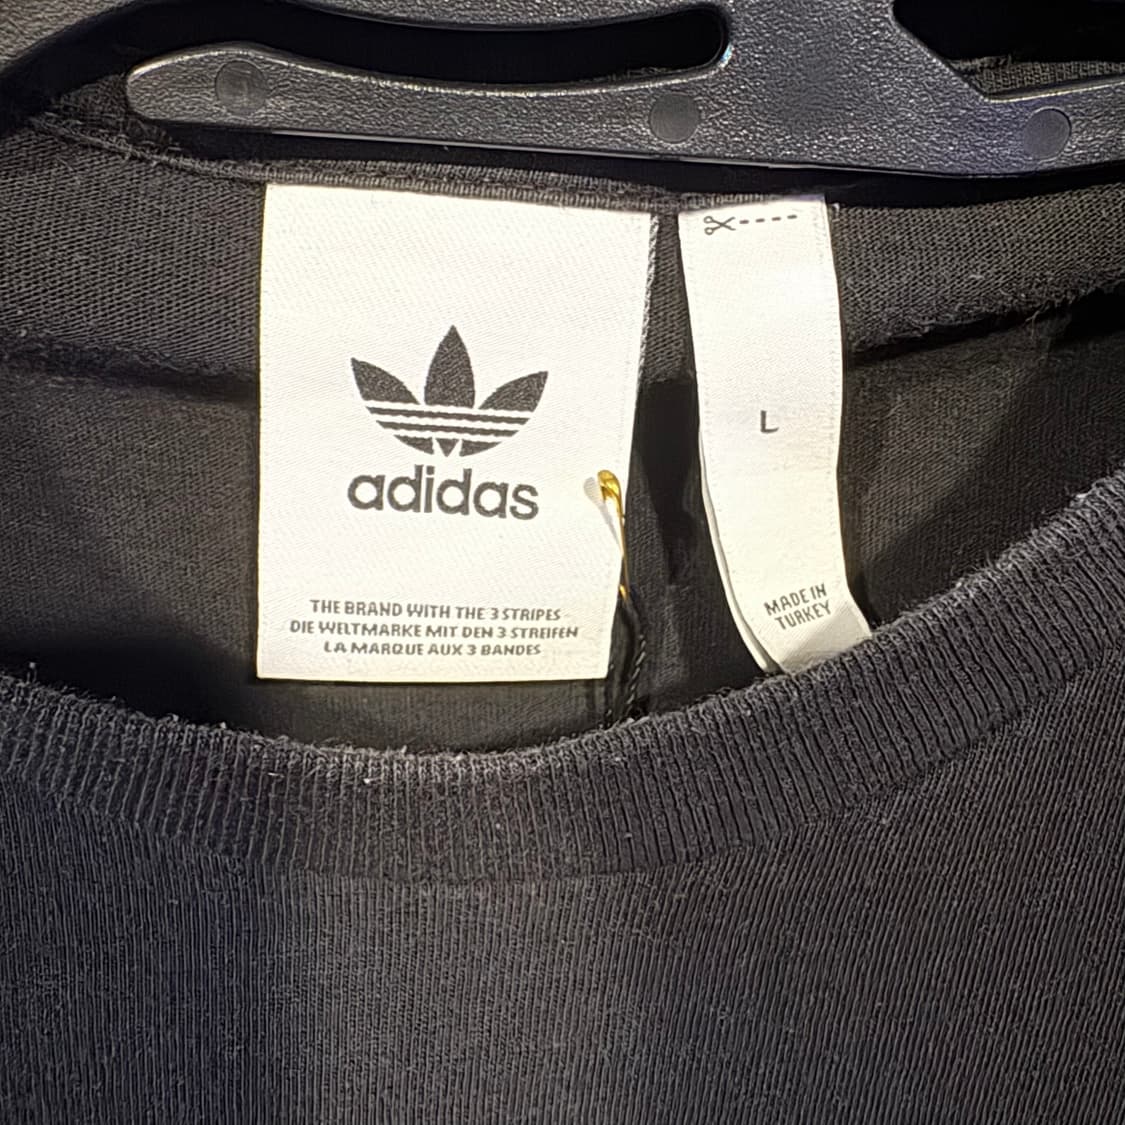 adidas
THE BRAND WITH THE 3 STRIPES
DIE WELTMARKE MIT DEN 3 STREIFEN
LA MARQUE AUX 3 BANDES
L
MADE IN
TURKEY